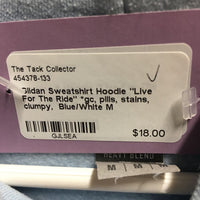 The Tack Collector
454378-133
Gildan Sweatshirt Hoodie "Live
For The Ride" *gc, pills, stains,
clumpy, Blue/White M
$18.00
GJLSEA
HEAVY BLEND
M M M